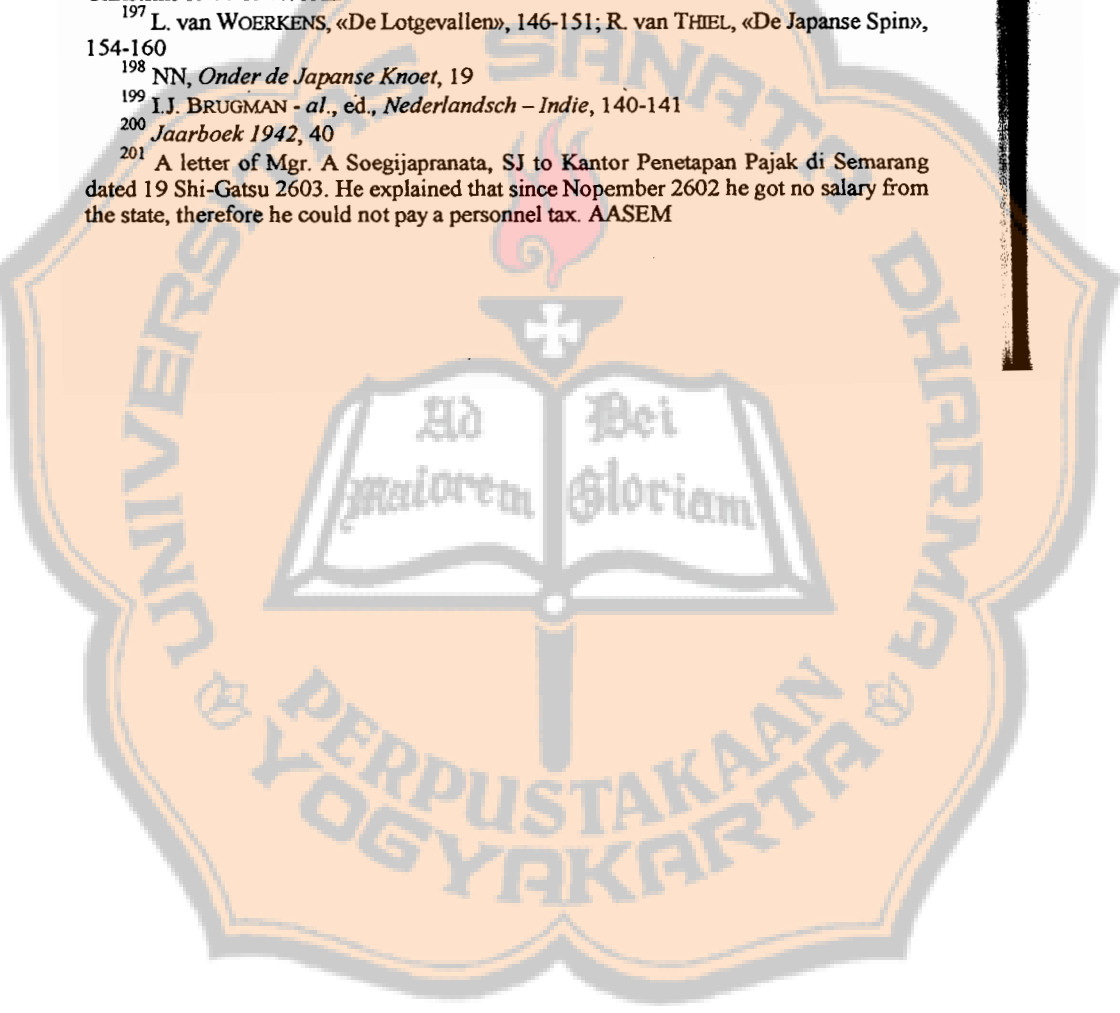 197 L. van WOERKENS, «De Lotgevallen», 146-151; R. van THIEL, «De Japanse Spin»,
154-160
198 NN, Onder de Japanse Knoet, 19
199 I.J. BRUGMAN - al., ed., Nederlandsch – Indie, 140-141
200 Jaarboek 1942, 40
201 A letter of Mgr. A Soegijapranata, SJ to Kantor Penetapan Pajak di Semarang
dated 19 Shi-Gatsu 2603. He explained that since Nopember 2602 he got no salary from
the state, therefore he could not pay a personnel tax. AASEM
UNIVERSITAS SANATA DHARMA
Ad maiorem
Dei Gloriam
PERPUSTAKAAN
YOGYAKARTA